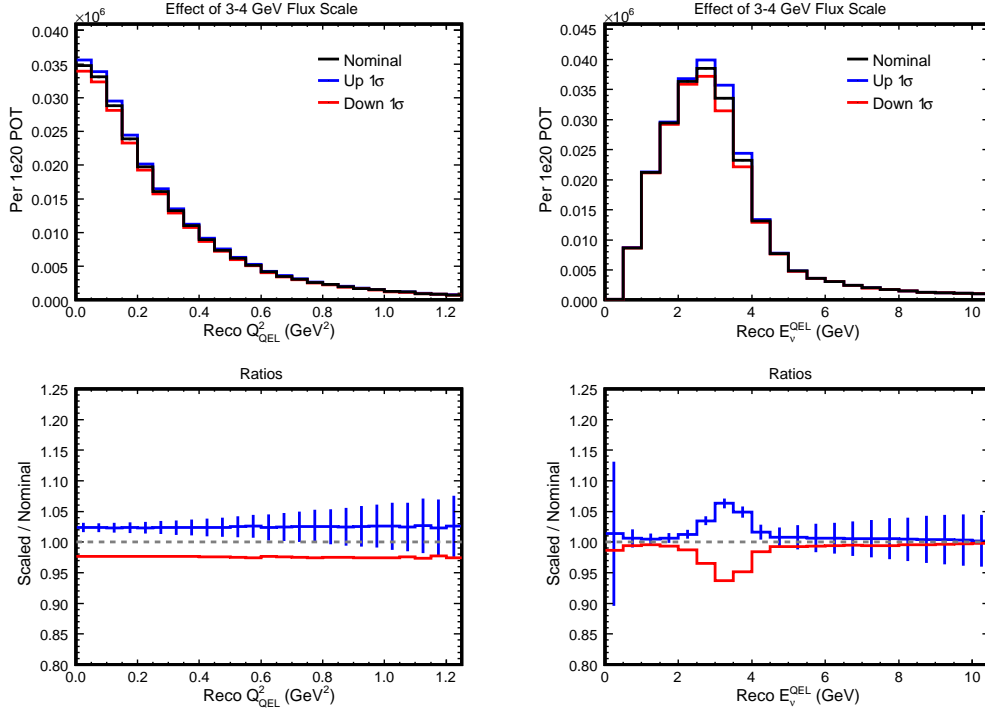 Effect of 3-4 GeV Flux Scale
×10⁶
0.040
0.035
0.030
0.025
0.020
0.015
0.010
0.005
0.000
Per 1e20 POT
Nominal
Up 1σ
Down 1σ
0.0 0.2 0.4 0.6 0.8 1.0 1.2
Reco Q²_QEL (GeV²)
Effect of 3-4 GeV Flux Scale
×10⁶
0.045
0.040
0.035
0.030
0.025
0.020
0.015
0.010
0.005
0.000
Per 1e20 POT
Nominal
Up 1σ
Down 1σ
0 2 4 6 8 10
Reco E_ν^QEL (GeV)
Ratios
1.25
1.20
1.15
1.10
1.05
1.00
0.95
0.90
0.85
0.80
Scaled / Nominal
0.0 0.2 0.4 0.6 0.8 1.0 1.2
Reco Q²_QEL (GeV²)
Ratios
1.25
1.20
1.15
1.10
1.05
1.00
0.95
0.90
0.85
0.80
Scaled / Nominal
0 2 4 6 8 10
Reco E_ν^QEL (GeV)